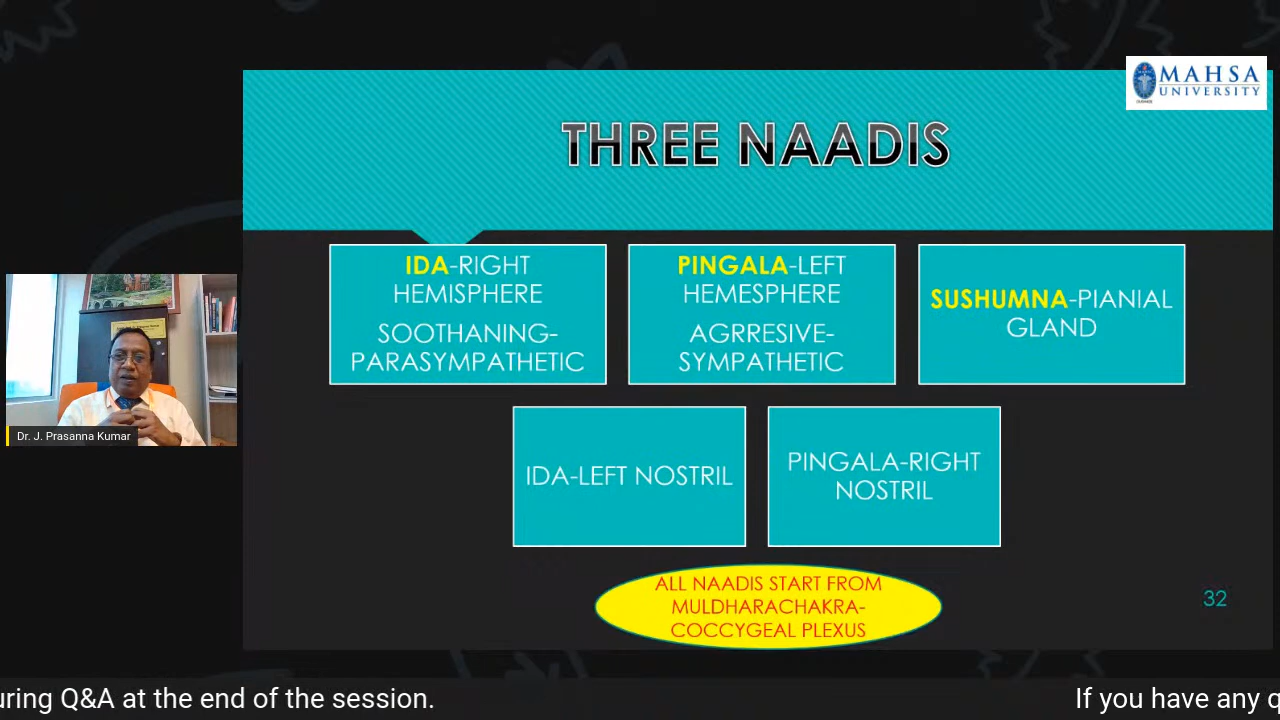 MAHSA
UNIVERSITY
THREE NAADIS
IDA-RIGHT
HEMISPHERE
SOOTHANING-
PARASYMPATHETIC
PINGALA-LEFT
HEMESPHERE
AGRRESIVE-
SYMPATHETIC
SUSHUMNA-PIANIAL
GLAND
IDA-LEFT NOSTRIL
PINGALA-RIGHT
NOSTRIL
ALL NAADIS START FROM
MULDHARACHAKRA-
COCCYGEAL PLEXUS
32
Dr. J. Prasanna Kumar
uring Q&A at the end of the session.
If you have any q